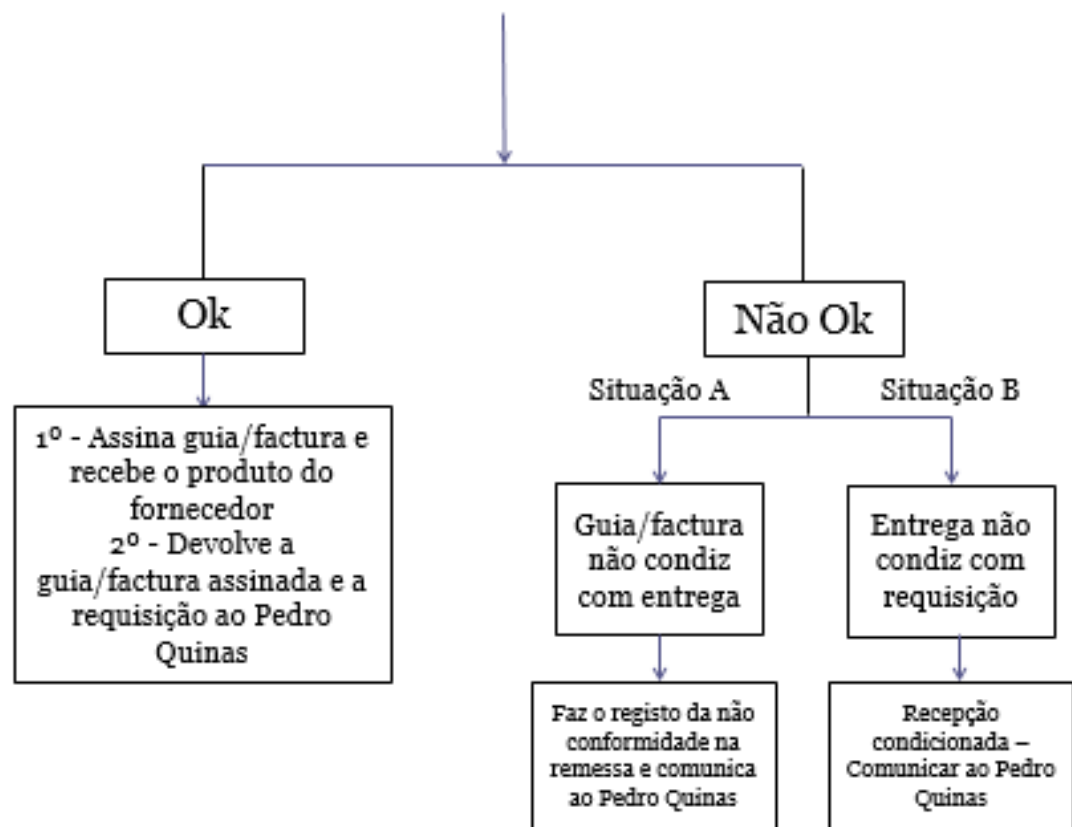 Ok
Não Ok
Situação A
Situação B
1º - Assina guia/factura e
recebe o produto do
fornecedor
2º - Devolve a
guia/factura assinada e a
requisição ao Pedro
Quinas
Guia/factura
não condiz
com entrega
Entrega não
condiz com
requisição
Faz o registo da não
conformidade na
remessa e comunica
ao Pedro Quinas
Recepção
condicionada –
Comunicar ao Pedro
Quinas